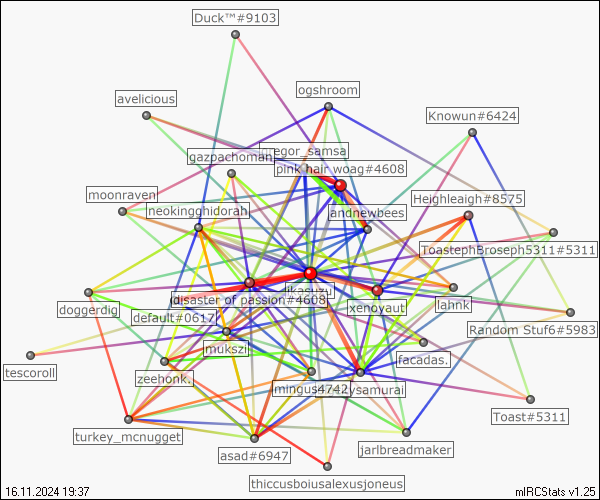 Duck™#9103
ogshroom
avelicious
Knowun#6424
gregor_samsa
gazpachoman
pink hair woag#4608
moonraven
Heighleaigh#8575
neokingghidorah
andnewbees
ToastephBroseph5311#5311
likasuzu
disaster of passion#4608
lahnk
doggerdig
default#0617
xenoyaut
Random Stuf6#5983
mukszi
facadas.
tescoroll
zeehonk.
mingus4742
Toast#5311
turkey_mcnugget
jarlbreadmaker
asad#6947
thiccusboiusalexusjoneus
16.11.2024 19:37
mIRCStats v1.25